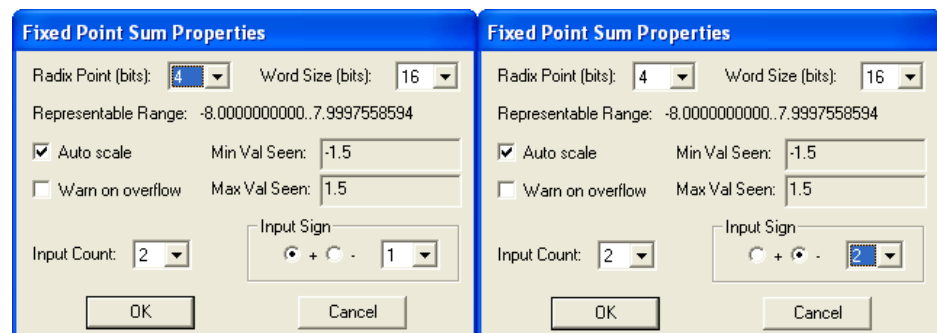 Fixed Point Sum Properties
Radix Point (bits): 4 Word Size (bits): 16
Representable Range: -8.0000000000..7.9997558594
Auto scale Min Val Seen: -1.5
Warn on overflow Max Val Seen: 1.5
Input Sign
Input Count: 2 + - 1
OK Cancel
Fixed Point Sum Properties
Radix Point (bits): 4 Word Size (bits): 16
Representable Range: -8.0000000000..7.9997558594
Auto scale Min Val Seen: -1.5
Warn on overflow Max Val Seen: 1.5
Input Sign
Input Count: 2 + - 2
OK Cancel